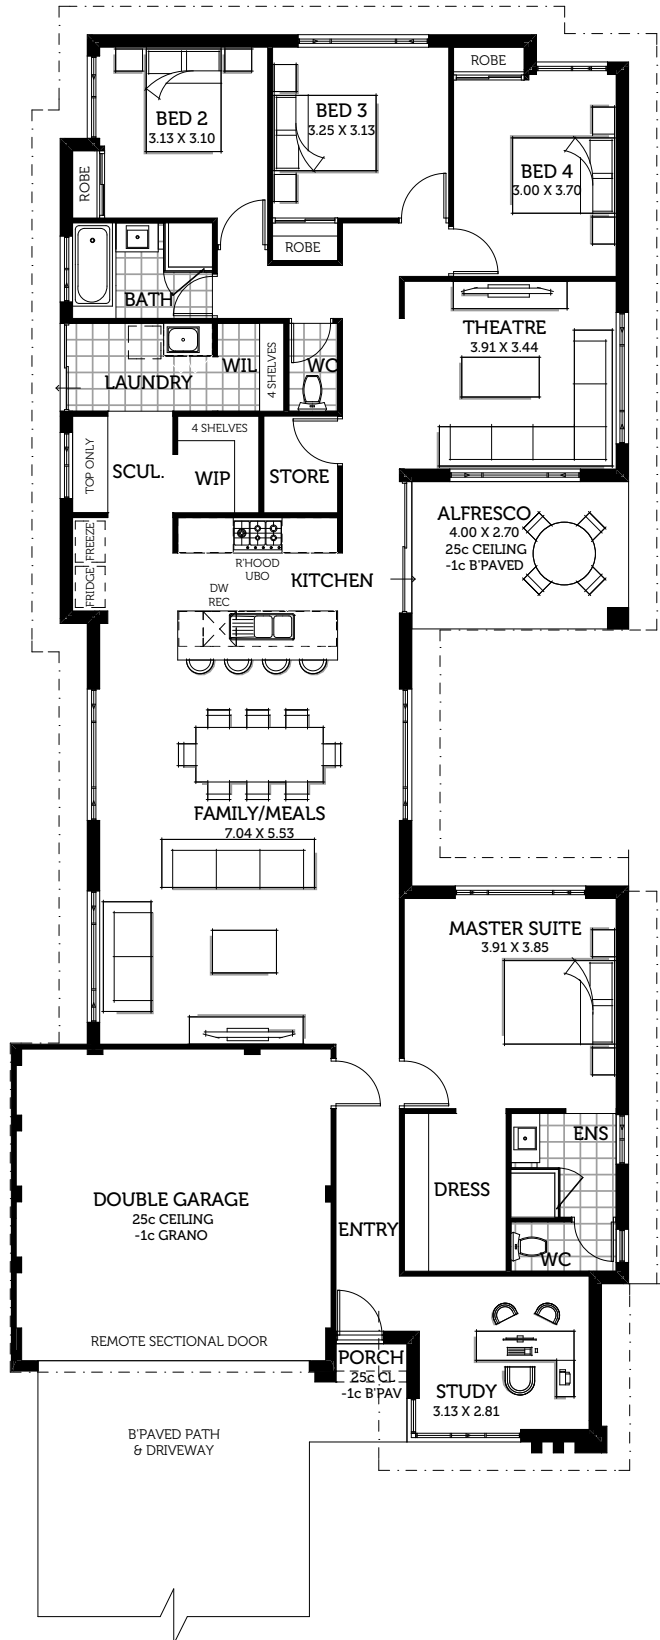 ROBE
BED 2
3.13 X 3.10
BED 3
3.25 X 3.13
BED 4
3.00 X 3.70
ROBE
ROBE
BATH
THEATRE
3.91 X 3.44
LAUNDRY
WIL
4 SHELVES
WC
TOP ONLY
SCUL.
4 SHELVES
WIP
STORE
ALFRESCO
4.00 X 2.70
25c CEILING
-1c B'PAVED
FREEZE
FRIDGE
R'HOOD
UBO
KITCHEN
DW
REC
FAMILY/MEALS
7.04 X 5.53
MASTER SUITE
3.91 X 3.85
ENS
DRESS
WC
DOUBLE GARAGE
25c CEILING
-1c GRANO
ENTRY
REMOTE SECTIONAL DOOR
PORCH
25c CL
-1c B'PAV
STUDY
3.13 X 2.81
B'PAVED PATH
& DRIVEWAY